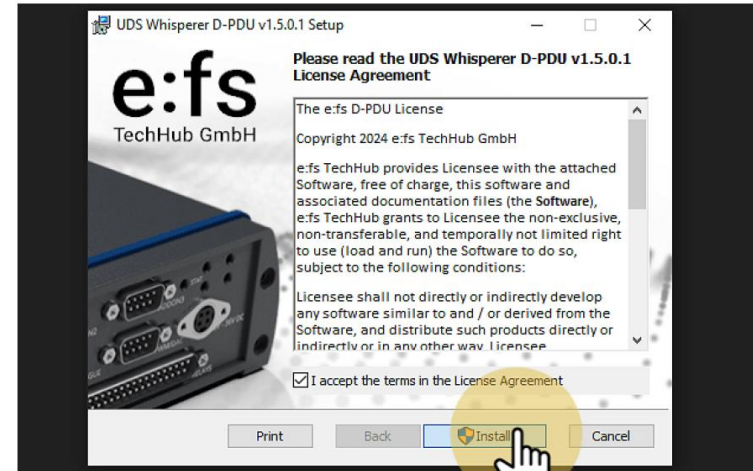 UDS Whisperer D-PDU v1.5.0.1 Setup
e:fs
TechHub GmbH
Please read the UDS Whisperer D-PDU v1.5.0.1
License Agreement
The e:fs D-PDU License
Copyright 2024 e:fs TechHub GmbH
e:fs TechHub provides Licensee with the attached
Software, free of charge, this software and
associated documentation files (the Software),
e:fs TechHub grants to Licensee the non-exclusive,
non-transferable, and temporally not limited right
to use (load and run) the Software to do so,
subject to the following conditions:
Licensee shall not directly or indirectly develop
any software similar to and / or derived from the
Software, and distribute such products directly or
indirectly or in any other way. Licensee
I accept the terms in the License Agreement
Print
Back
Install
Cancel